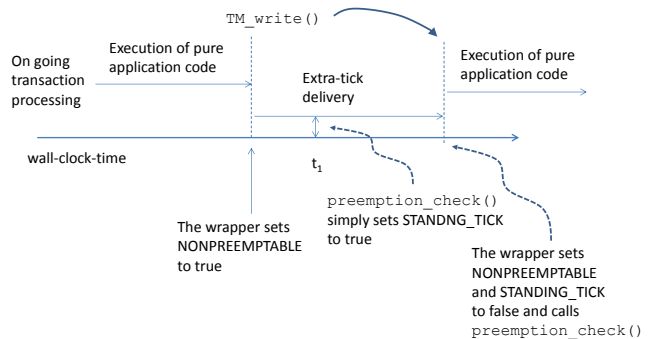 TM_write()
On going
transaction
processing
Execution of pure
application code
Extra-tick
delivery
Execution of pure
application code
wall-clock-time
t1
The wrapper sets
NONPREEMPTABLE
to true
preemption_check()
simply sets STANDNG_TICK
to true
The wrapper sets
NONPREEMPTABLE
and STANDING_TICK
to false and calls
preemption_check()